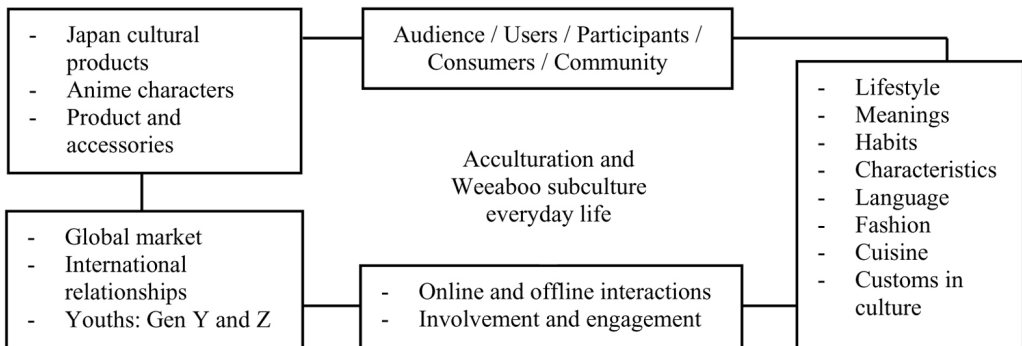 - Japan cultural
products
- Anime characters
- Product and
accessories
Audience / Users / Participants /
Consumers / Community
- Lifestyle
- Meanings
- Habits
- Characteristics
- Language
- Fashion
- Cuisine
- Customs in
culture
Acculturation and
Weeaboo subculture
everyday life
- Global market
- International
relationships
- Youths: Gen Y and Z
- Online and offline interactions
- Involvement and engagement